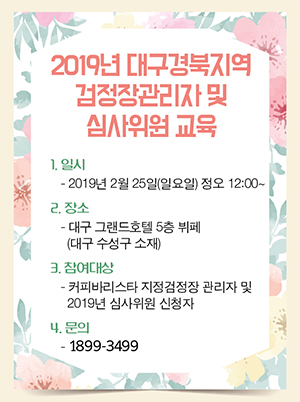 2019년 대구경북지역
검정장관리자 및
심사위원 교육
1. 일시
- 2019년 2월 25일(일요일) 정오 12:00~
2. 장소
- 대구 그랜드호텔 5층 뷔페
(대구 수성구 소재)
3. 참여대상
- 커피바리스타 지정검정장 관리자 및
2019년 심사위원 신청자
4. 문의
- 1899-3499